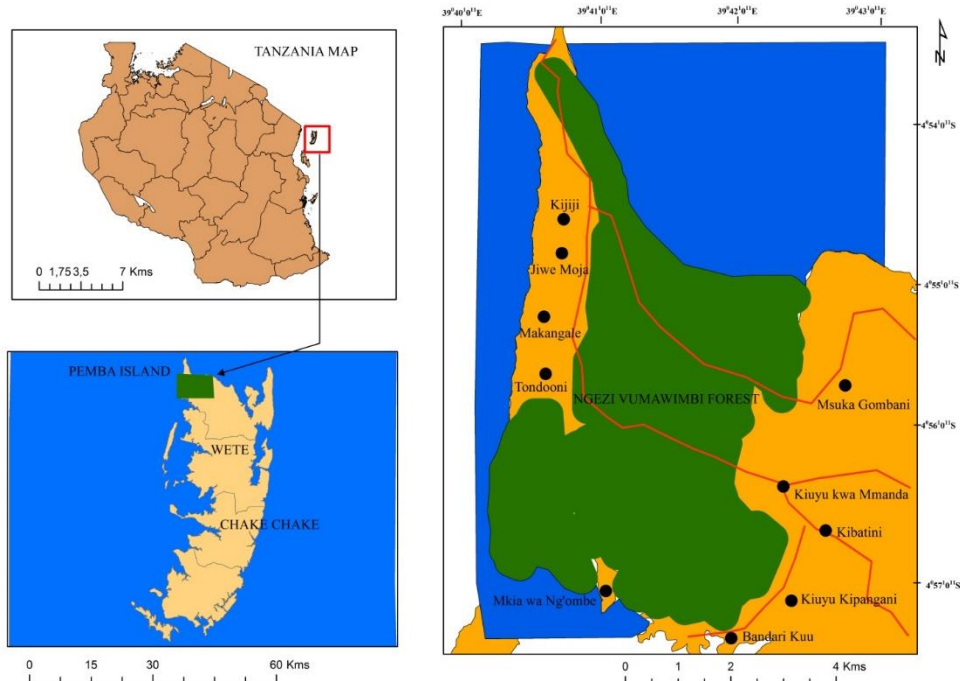 TANZANIA MAP
0 1,75 3,5 7 Kms
PEMBA ISLAND
WETE
CHAKE CHAKE
0 15 30 60 Kms
39°40'0"E
39°41'0"E
39°42'0"E
39°43'0"E
N
4°54'0"S
Kijiji
Jiwe Moja
4°55'0"S
Makangale
Tondooni
NGEZI VUMAWIMBI FOREST
Msuka Gombani
4°56'0"S
Kiuyu kwa Mmanda
Kibatini
4°57'0"S
Mkia wa Ng'ombe
Kiuyu Kipangani
Bandari Kuu
0 1 2 4 Kms